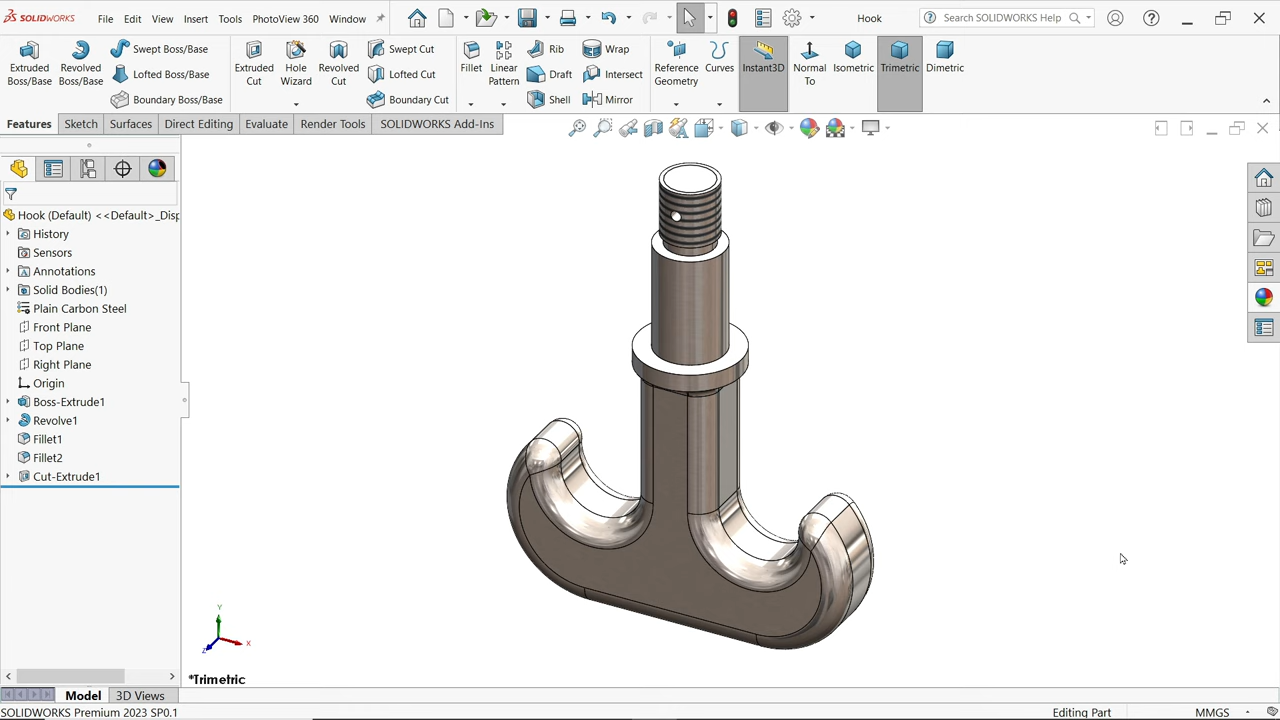 SOLIDWORKS
File Edit View Insert Tools PhotoView 360 Window
Hook
Search SOLIDWORKS Help
Extruded Boss/Base
Revolved Boss/Base
Swept Boss/Base
Lofted Boss/Base
Boundary Boss/Base
Extruded Cut
Hole Wizard
Revolved Cut
Swept Cut
Lofted Cut
Boundary Cut
Fillet
Linear Pattern
Rib
Draft
Shell
Wrap
Intersect
Mirror
Reference Geometry
Curves
Instant3D
Normal To
Isometric
Trimetric
Dimetric
Features Sketch Surfaces Direct Editing Evaluate Render Tools SOLIDWORKS Add-Ins
Hook (Default) <<Default>_Disp
History
Sensors
Annotations
Solid Bodies(1)
Plain Carbon Steel
Front Plane
Top Plane
Right Plane
Origin
Boss-Extrude1
Revolve1
Fillet1
Fillet2
Cut-Extrude1
Y
X
Z
*Trimetric
Model 3D Views
SOLIDWORKS Premium 2023 SP0.1
Editing Part
MMGS